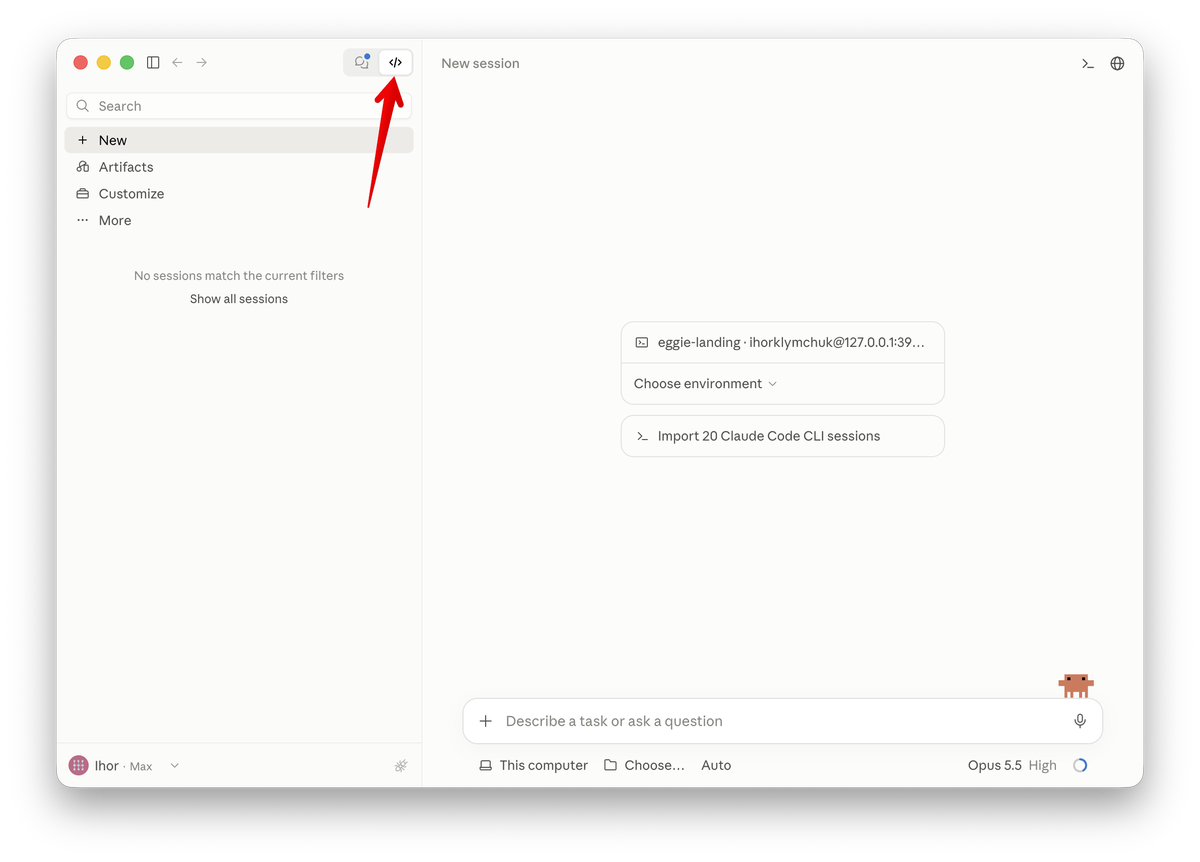 New session
Search
New
Artifacts
Customize
More
No sessions match the current filters
Show all sessions
eggie-landing · ihorklymchuk@127.0.0.1:39…
Choose environment
Import 20 Claude Code CLI sessions
Describe a task or ask a question
Ihor · Max
This computer
Choose…
Auto
Opus 5.5 High